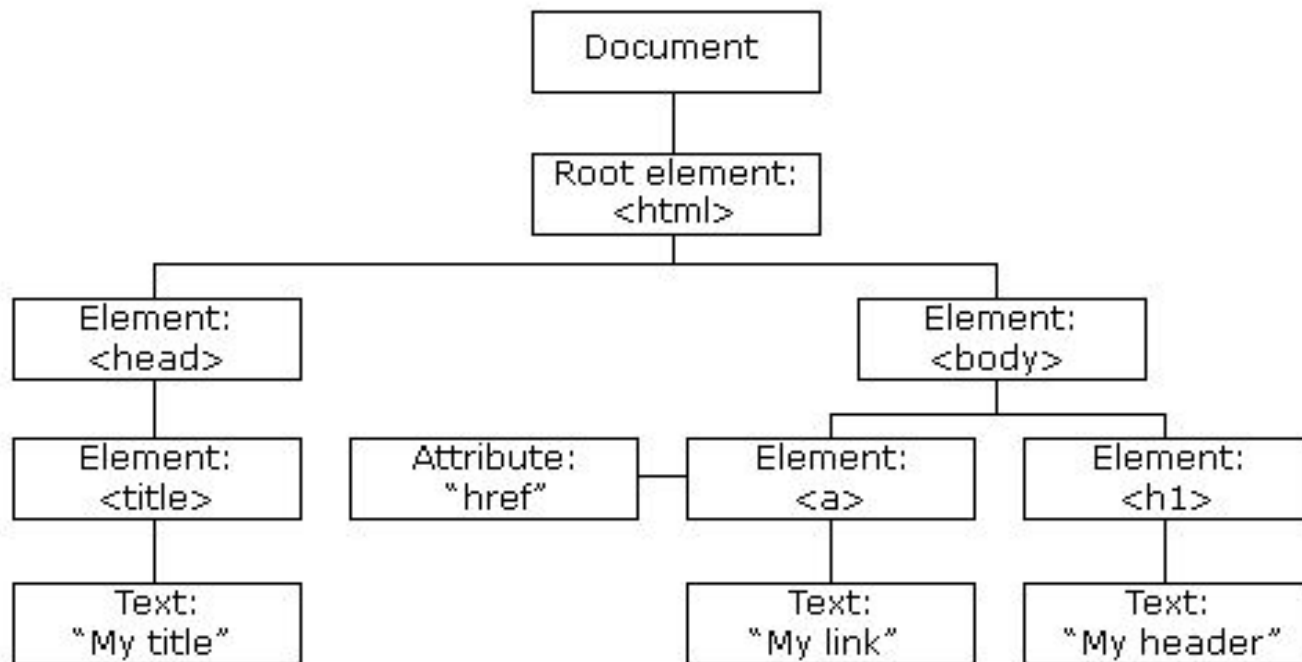 Document
Root element:
<html>
Element:
<head>
Element:
<body>
Element:
<title>
Attribute:
“href”
Element:
<a>
Element:
<h1>
Text:
“My title”
Text:
“My link”
Text:
“My header”